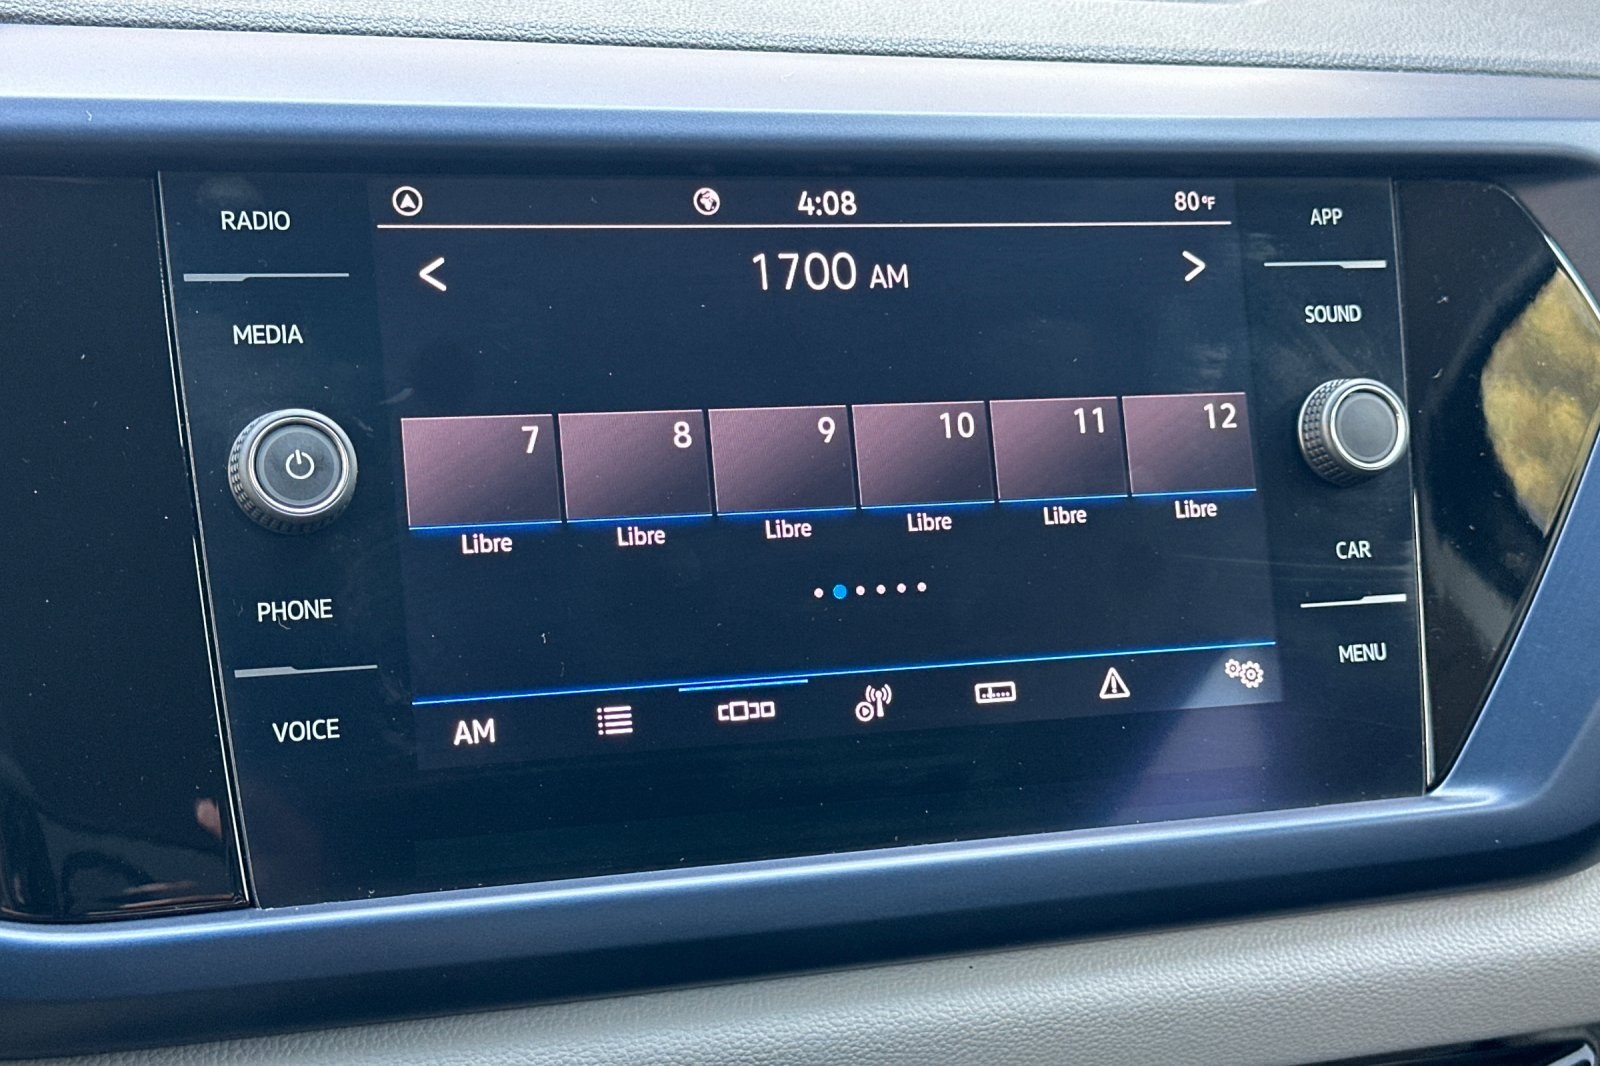 RADIO
MEDIA
PHONE
VOICE
4:08
80°F
1700 AM
7
8
9
10
11
12
Libre
Libre
Libre
Libre
Libre
Libre
AM
APP
SOUND
CAR
MENU